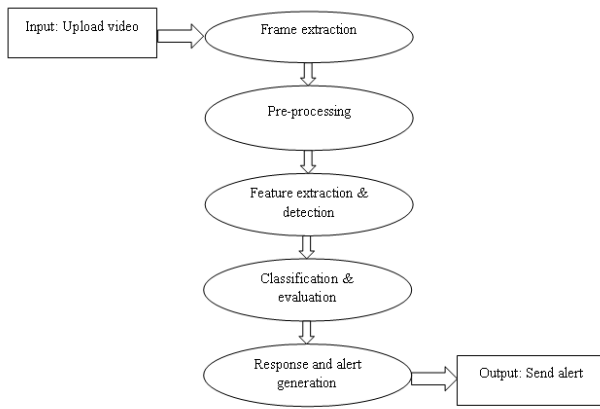 Input: Upload video
Frame extraction
Pre-processing
Feature extraction &
detection
Classification &
evaluation
Response and alert
generation
Output: Send alert